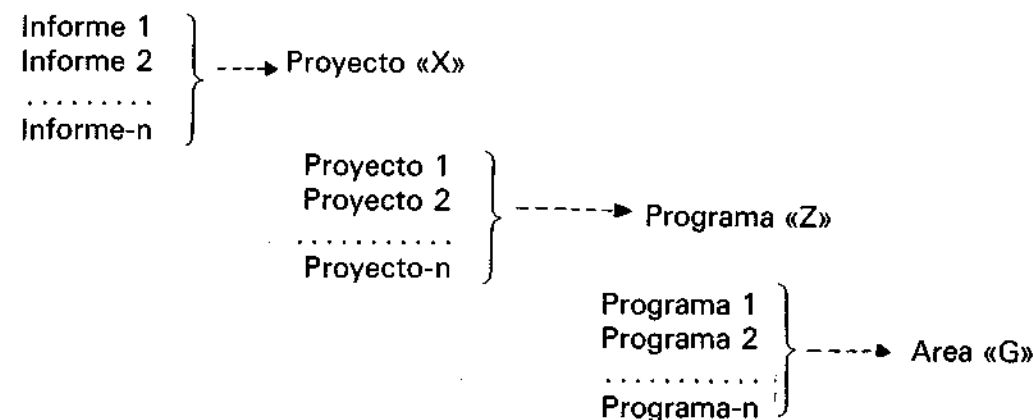 Informe 1
Informe 2
. . . . . . . . .
Informe-n
Proyecto «X»
Proyecto 1
Proyecto 2
. . . . . . . . . . .
Proyecto-n
Programa «Z»
Programa 1
Programa 2
. . . . . . . . . . . .
Programa-n
Area «G»